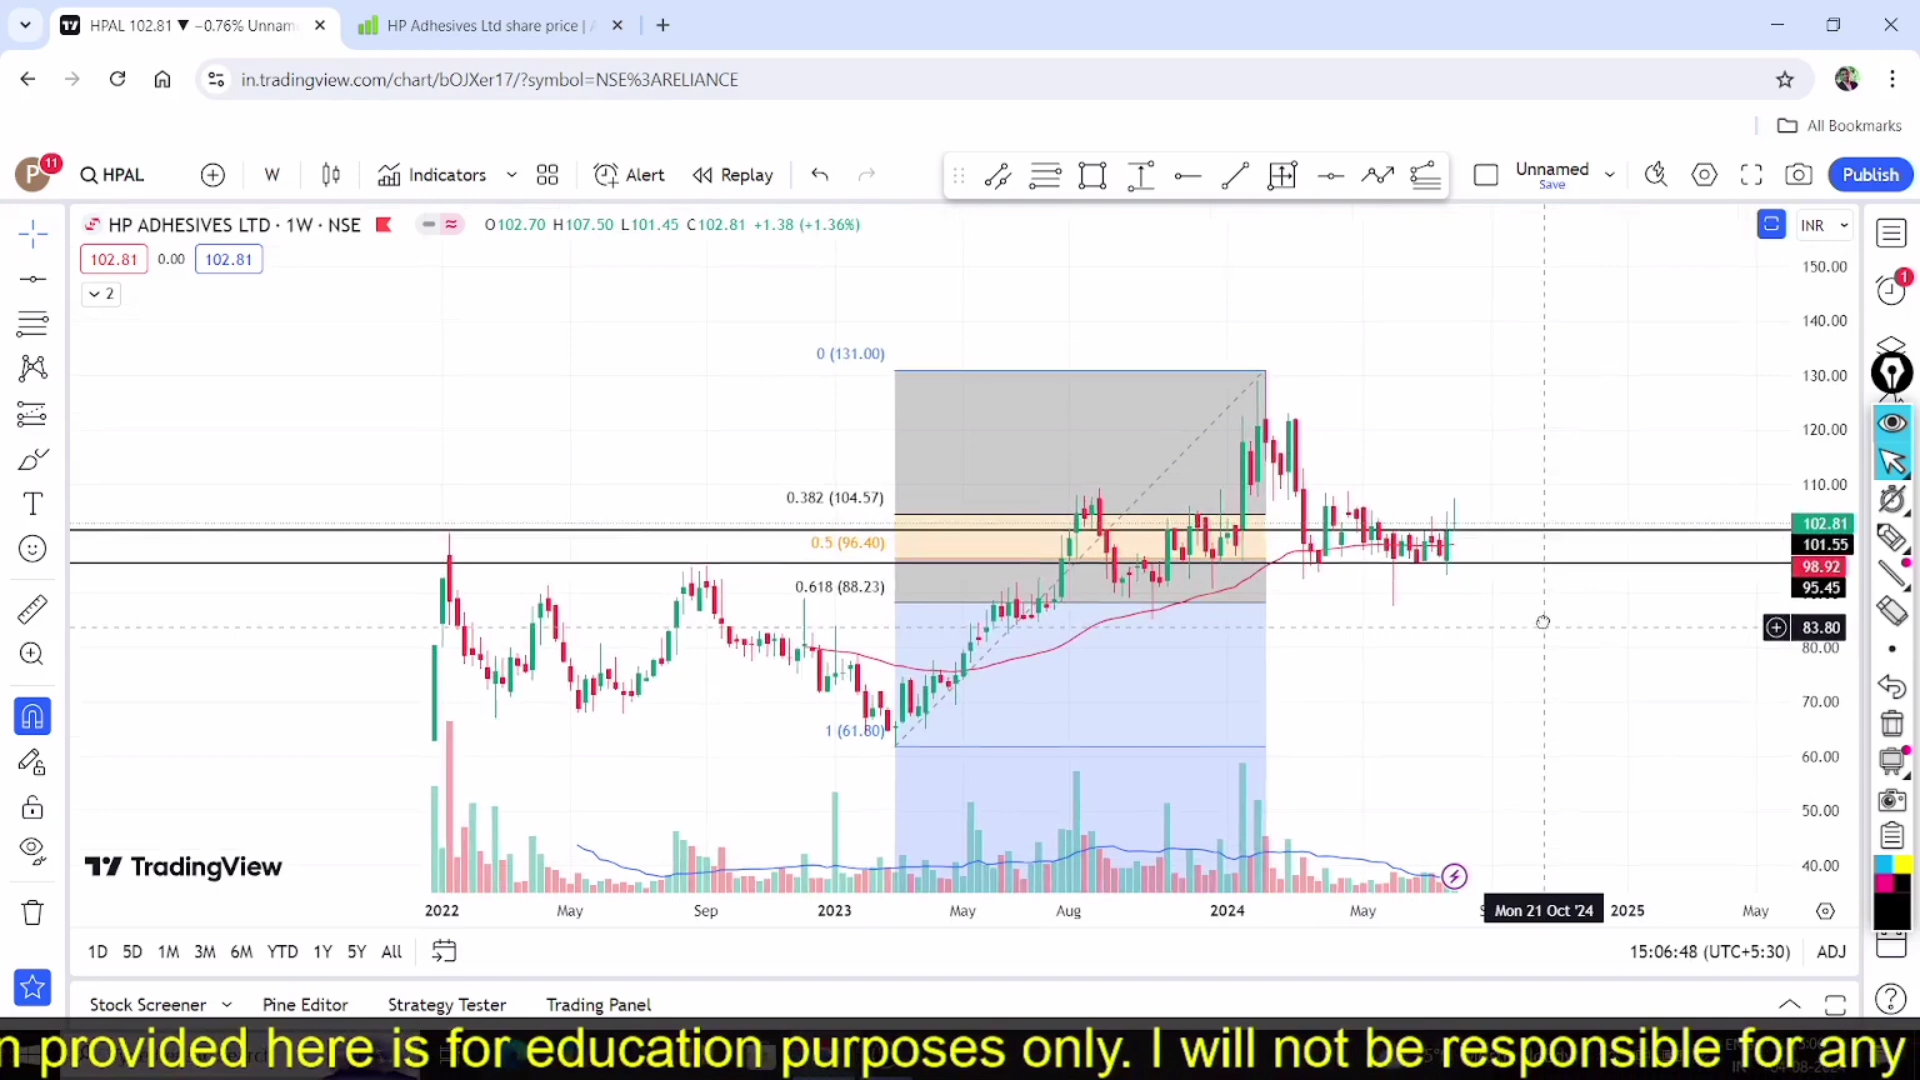 HPAL 102.81 ▼ −0.76% Unnam
HP Adhesives Ltd share price |
in.tradingview.com/chart/bOJXer17/?symbol=NSE%3ARELIANCE
All Bookmarks
P
11
HPAL
W
Indicators
Alert
Replay
Unnamed
Save
Publish
HP ADHESIVES LTD · 1W · NSE
O102.70 H107.50 L101.45 C102.81 +1.38 (+1.36%)
INR
102.81
0.00
102.81
2
1
150.00
140.00
130.00
120.00
110.00
102.81
101.55
98.92
95.45
83.80
80.00
70.00
60.00
50.00
40.00
0 (131.00)
0.382 (104.57)
0.5 (96.40)
0.618 (88.23)
1 (61.80)
TradingView
2022
May
Sep
2023
May
Aug
2024
May
Mon 21 Oct '24
2025
May
1D
5D
1M
3M
6M
YTD
1Y
5Y
All
15:06:48 (UTC+5:30)
ADJ
Stock Screener
Pine Editor
Strategy Tester
Trading Panel
n provided here is for education purposes only. I will not be responsible for any